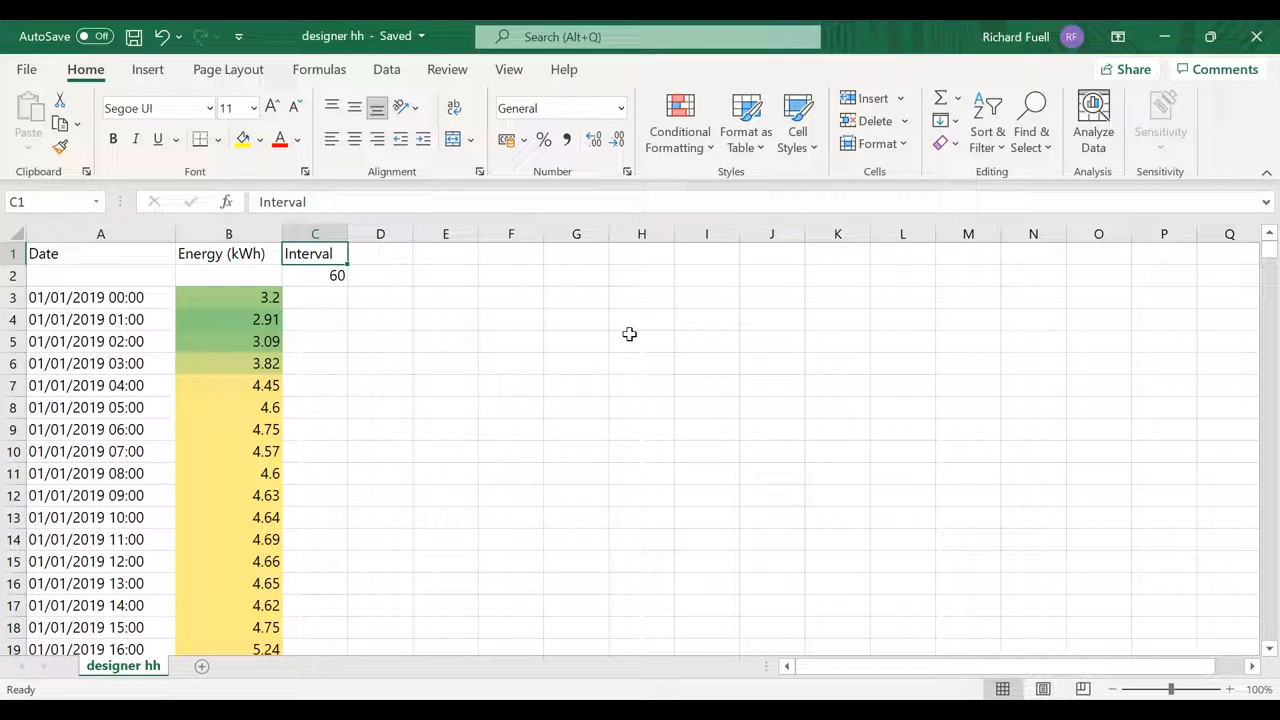 AutoSave Off designer hh - Saved Search (Alt+Q) Richard Fuell RF
File Home Insert Page Layout Formulas Data Review View Help Share Comments
Paste
Segoe UI 11 A A
B I U A
General
% ,
Conditional Formatting
Format as Table
Cell Styles
Insert
Delete
Format
Sort & Filter
Find & Select
Analyze Data
Sensitivity
Clipboard Font Alignment Number Styles Cells Editing Analysis Sensitivity
C1 fx Interval
A B C D E F G H I J K L M N O P Q
1 Date Energy (kWh) Interval
2 60
3 01/01/2019 00:00 3.2
4 01/01/2019 01:00 2.91
5 01/01/2019 02:00 3.09
6 01/01/2019 03:00 3.82
7 01/01/2019 04:00 4.45
8 01/01/2019 05:00 4.6
9 01/01/2019 06:00 4.75
10 01/01/2019 07:00 4.57
11 01/01/2019 08:00 4.6
12 01/01/2019 09:00 4.63
13 01/01/2019 10:00 4.64
14 01/01/2019 11:00 4.69
15 01/01/2019 12:00 4.66
16 01/01/2019 13:00 4.65
17 01/01/2019 14:00 4.62
18 01/01/2019 15:00 4.75
19 01/01/2019 16:00 5.24
designer hh
Ready 100%